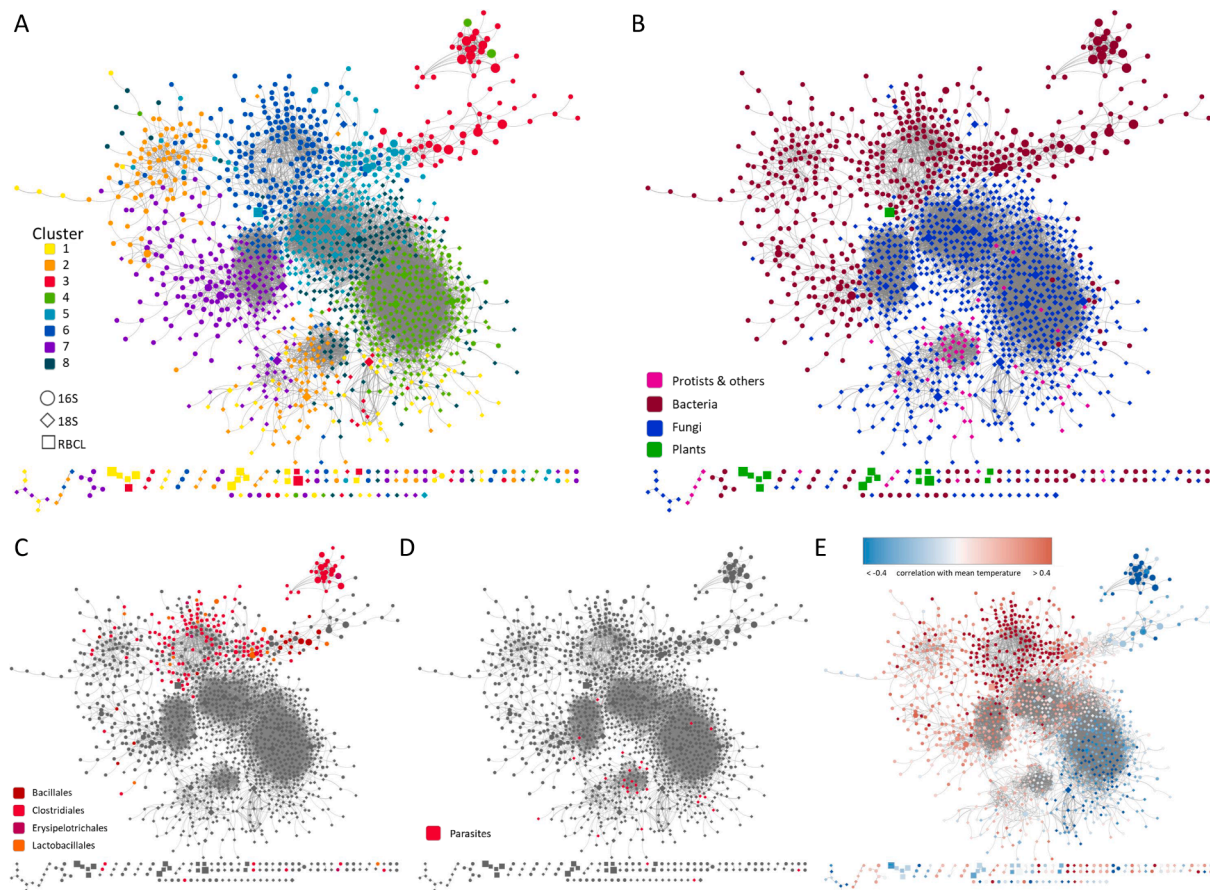 A
B
Cluster
1
2
3
4
5
6
7
8
16S
18S
RBCL
Protists & others
Bacteria
Fungi
Plants
C
D
E
< -0.4 correlation with mean temperature > 0.4
Bacillales
Clostridiales
Erysipelotrichales
Lactobacillales
Parasites